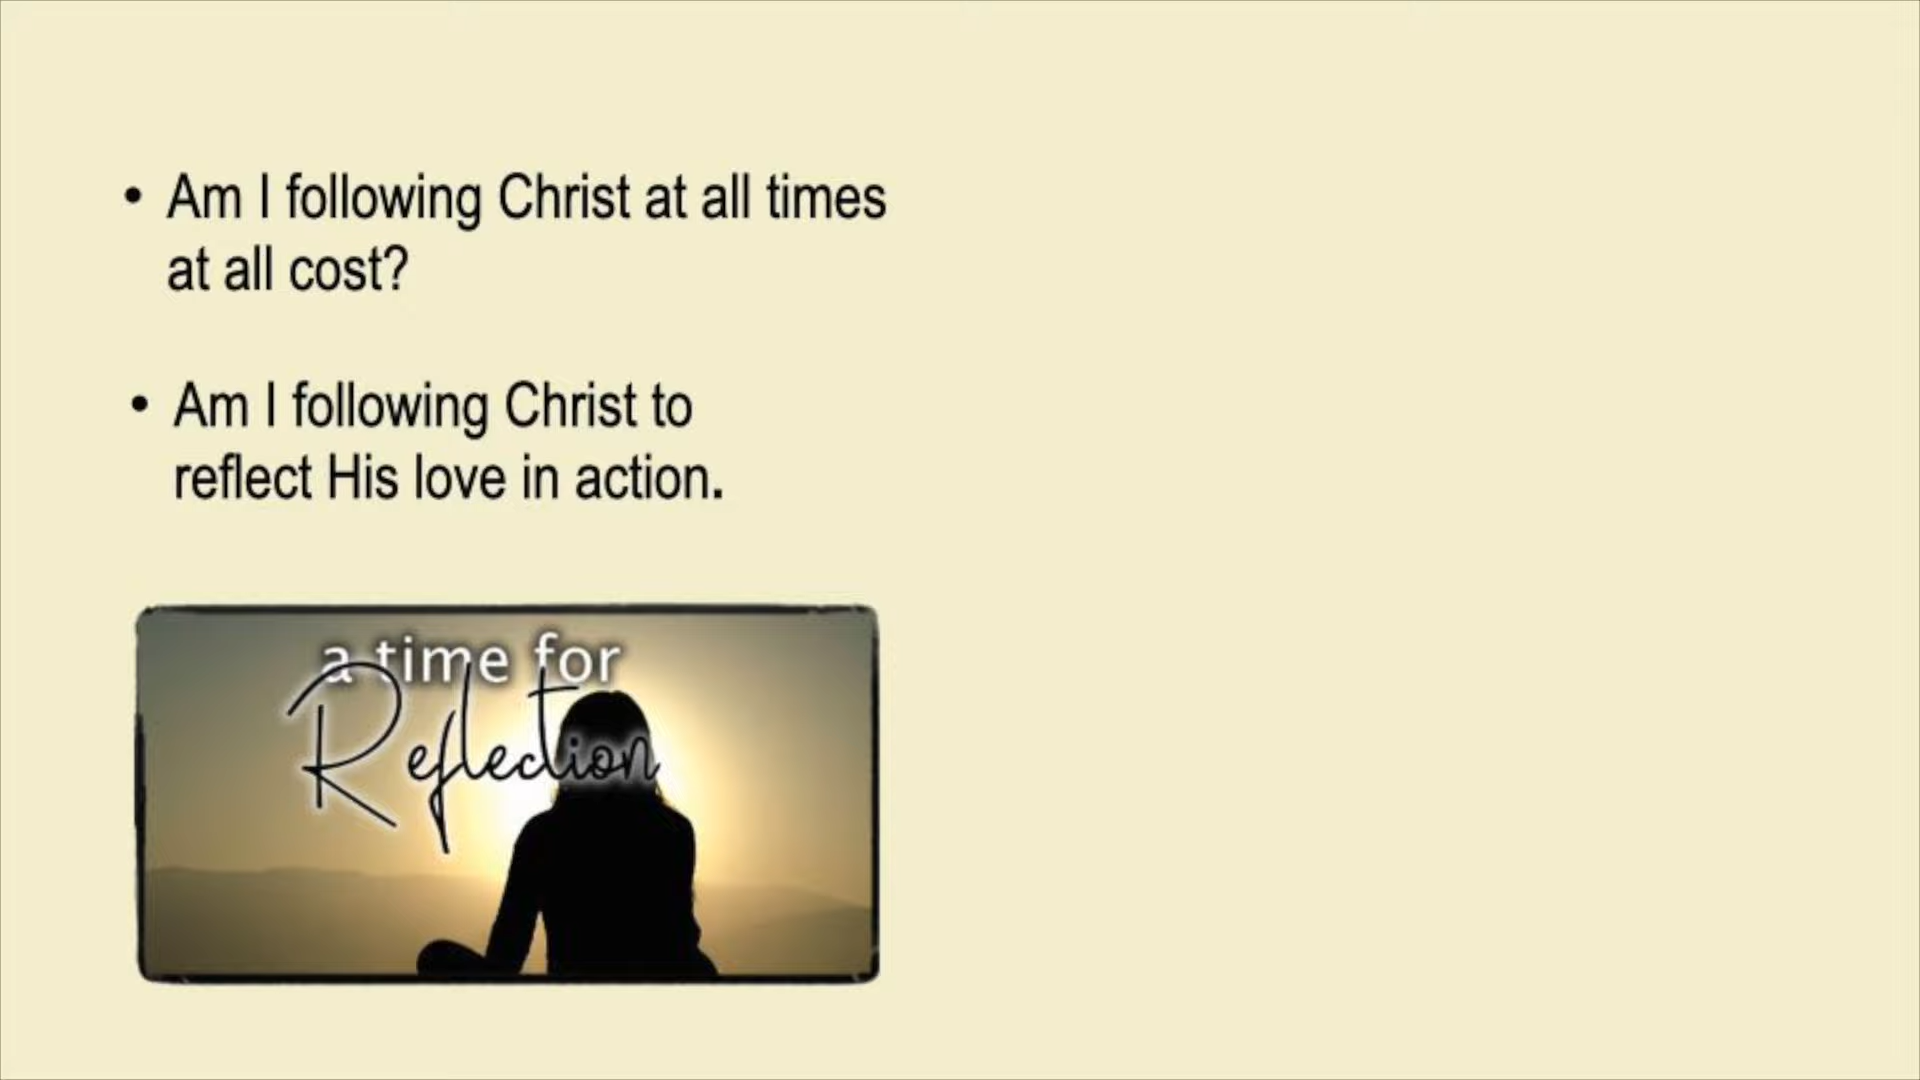 • Am I following Christ at all times
at all cost?
• Am I following Christ to
reflect His love in action.
a time for
Reflection